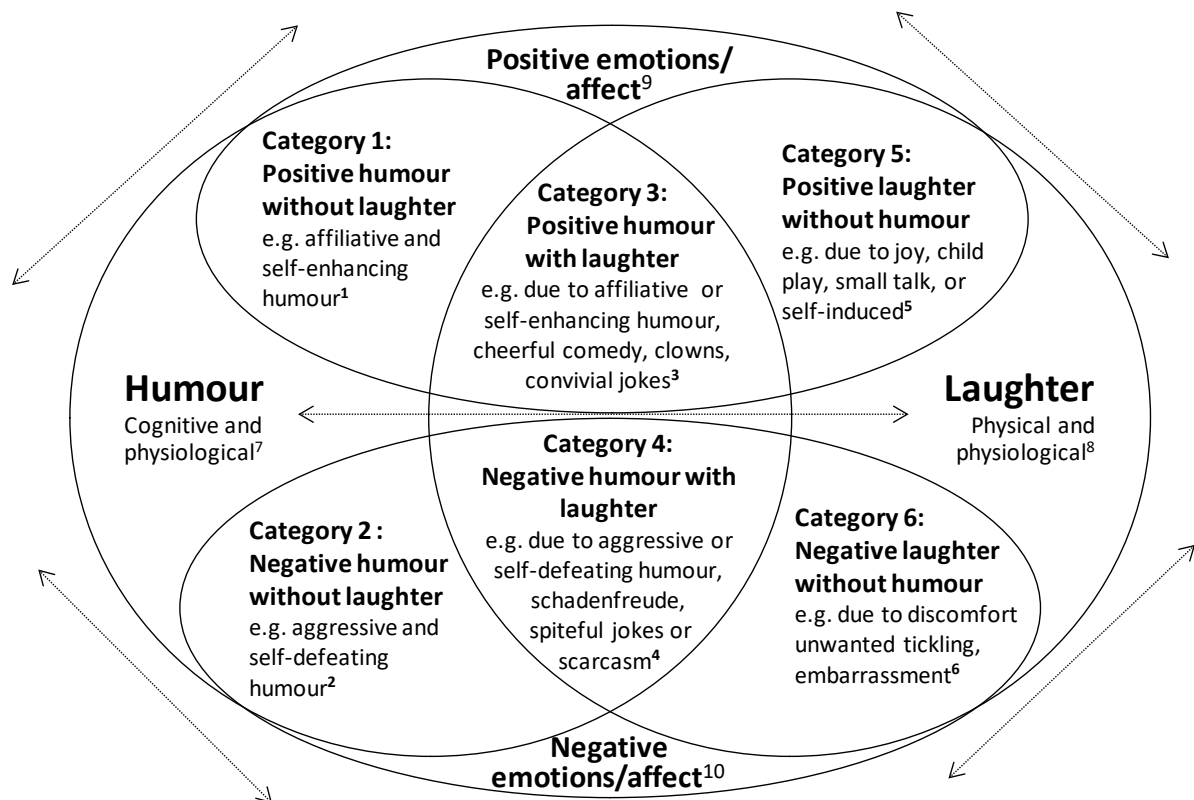 Positive emotions/
affect9
Category 1:
Positive humour
without laughter
e.g. affiliative and
self-enhancing
humour1
Category 3:
Positive humour
with laughter
e.g. due to affiliative or
self-enhancing humour,
cheerful comedy, clowns,
convivial jokes3
Category 5:
Positive laughter
without humour
e.g. due to joy, child
play, small talk, or
self-induced5
Humour
Cognitive and
physiological7
Laughter
Physical and
physiological8
Category 2 :
Negative humour
without laughter
e.g. aggressive and
self-defeating
humour2
Category 4:
Negative humour with
laughter
e.g. due to aggressive or
self-defeating humour,
schadenfreude,
spiteful jokes or
scarcasm4
Category 6:
Negative laughter
without humour
e.g. due to discomfort
unwanted tickling,
embarrassment6
Negative
emotions/affect10